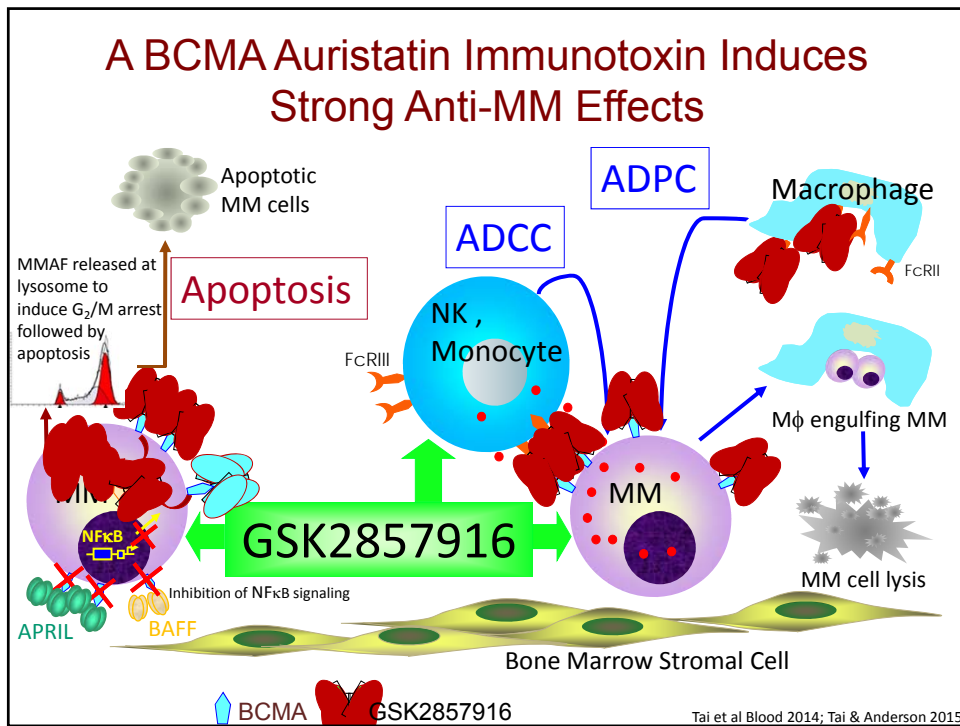 A BCMA Auristatin Immunotoxin Induces
Strong Anti-MM Effects
Apoptotic
MM cells
MMAF released at
lysosome to
induce G₂/M arrest
followed by
apoptosis
Apoptosis
ADCC
ADPC
Macrophage
FcRII
NK ,
Monocyte
FcRIII
Mϕ engulfing MM
MM
MM
NFκB
GSK2857916
MM cell lysis
Inhibition of NFκB signaling
APRIL
BAFF
Bone Marrow Stromal Cell
BCMA
GSK2857916
Tai et al Blood 2014; Tai & Anderson 2015